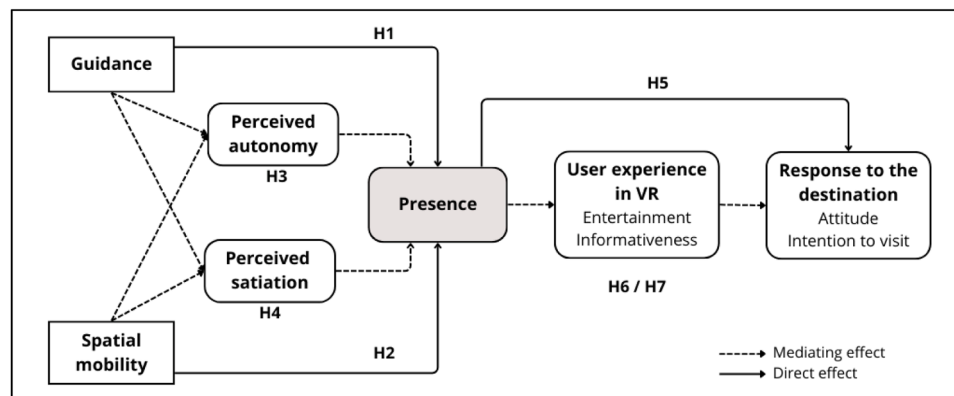 H1
Guidance
H5
Perceived
autonomy
H3
User experience
in VR
Entertainment
Informativeness
Response to the
destination
Attitude
Intention to visit
Presence
Perceived
satiation
H4
H6 / H7
Spatial
mobility
H2
Mediating effect
Direct effect